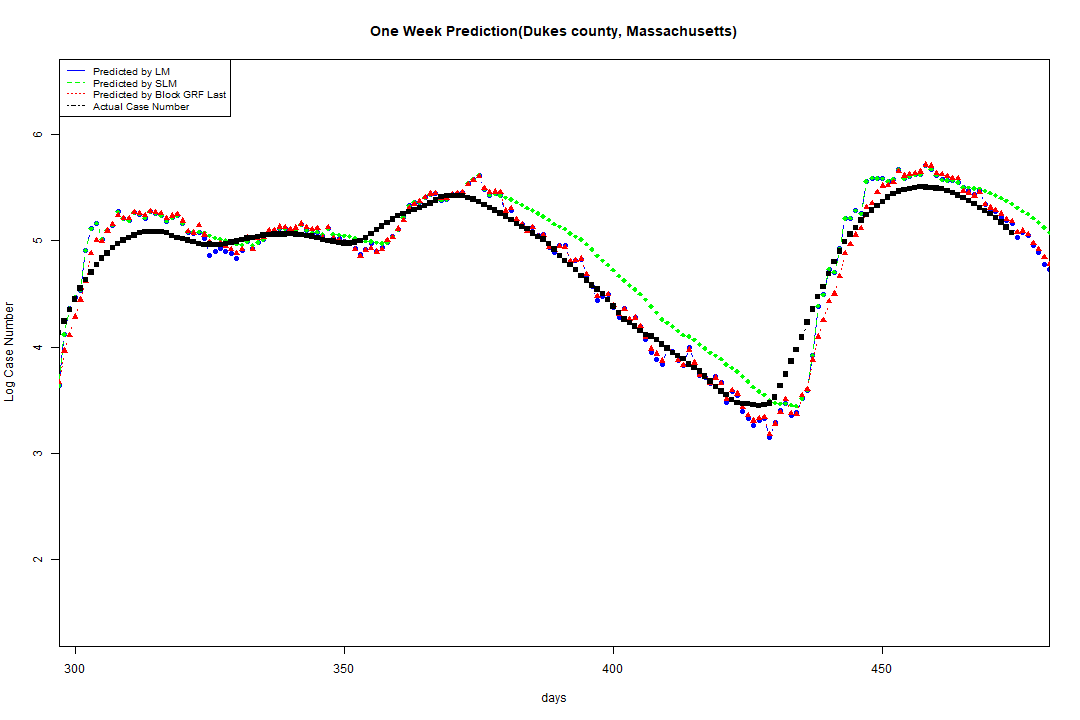 One Week Prediction(Dukes county, Massachusetts)
Predicted by LM
Predicted by SLM
Predicted by Block GRF Last
Actual Case Number
6
5
4
3
2
Log Case Number
300
350
400
450
days